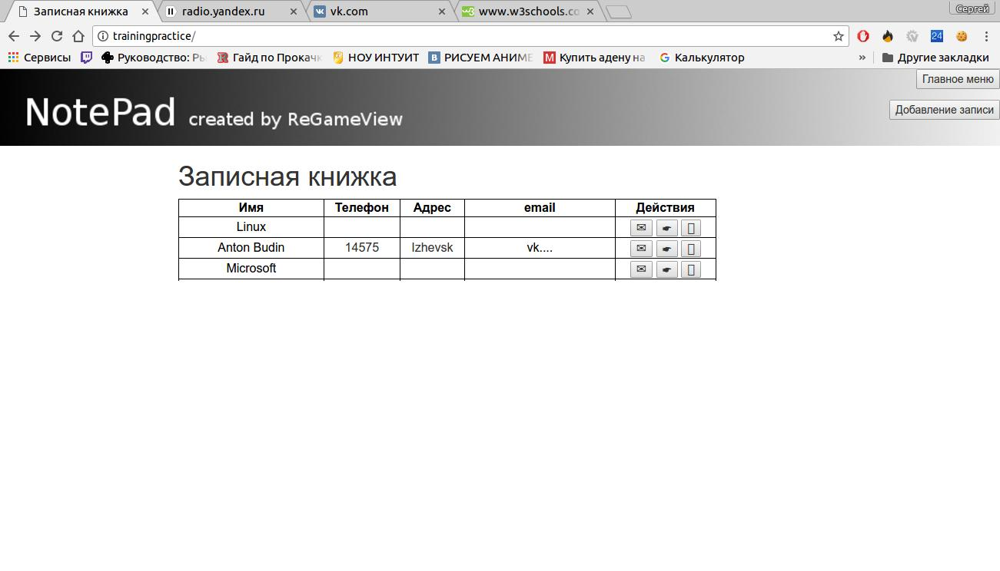 Записная книжка
radio.yandex.ru
vk.com
www.w3schools.co
Сергей
trainingpractice/
24
Сервисы
Руководство: Ры
Гайд по Прокачк
НОУ ИНТУИТ
РИСУЕМ АНИМЕ
Купить адену на
Калькулятор
»
Другие закладки
NotePad created by ReGameView
Главное меню
Добавление записи
Записная книжка
Имя Телефон Адрес email Действия
Linux
Anton Budin 14575 Izhevsk vk....
Microsoft